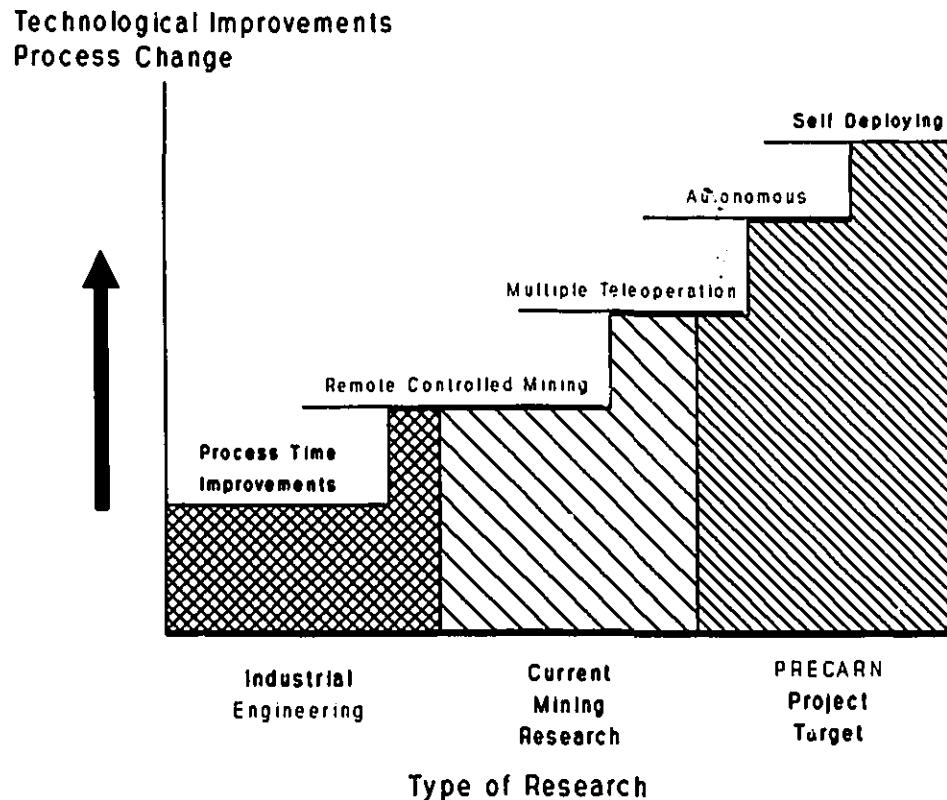 Technological Improvements
Process Change
Self Deploying
Autonomous
Multiple Teleoperation
Remote Controlled Mining
Process Time
Improvements
Industrial
Engineering
Current
Mining
Research
PRECARN
Project
Target
Type of Research